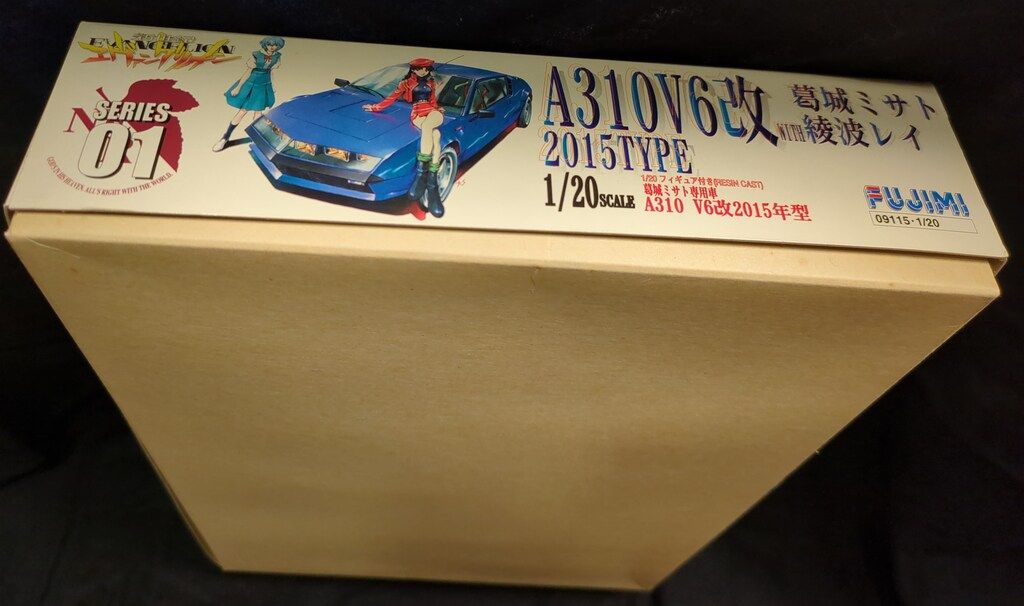 EVANGELION
SERIES
01
GOD'S IN HIS HEAVEN, ALL'S RIGHT WITH THE WORLD.
A310V6改
2015TYPE
WITH
葛城ミサト
綾波レイ
1/20SCALE
1/20 フィギュア付き(RESIN CAST)
葛城ミサト専用車
A310 V6改2015年型
FUJIMI
09115・1/20